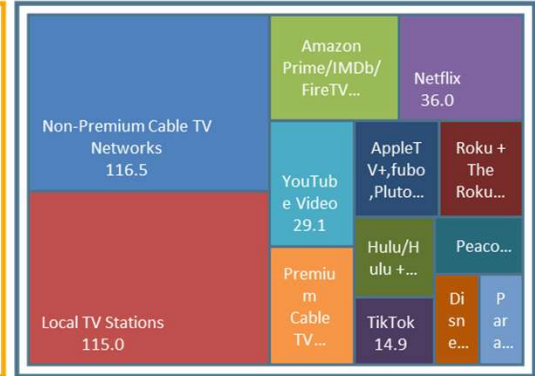 Non-Premium Cable TV
Networks
116.5
Local TV Stations
115.0
Amazon
Prime/IMDb/
FireTV...
Netflix
36.0
YouTub
e Video
29.1
AppleT
V+,fubo
,Pluto...
Roku +
The
Roku...
Premiu
m
Cable
TV...
Hulu/H
ulu +...
Peaco...
TikTok
14.9
Di
sn
e...
P
ar
a...